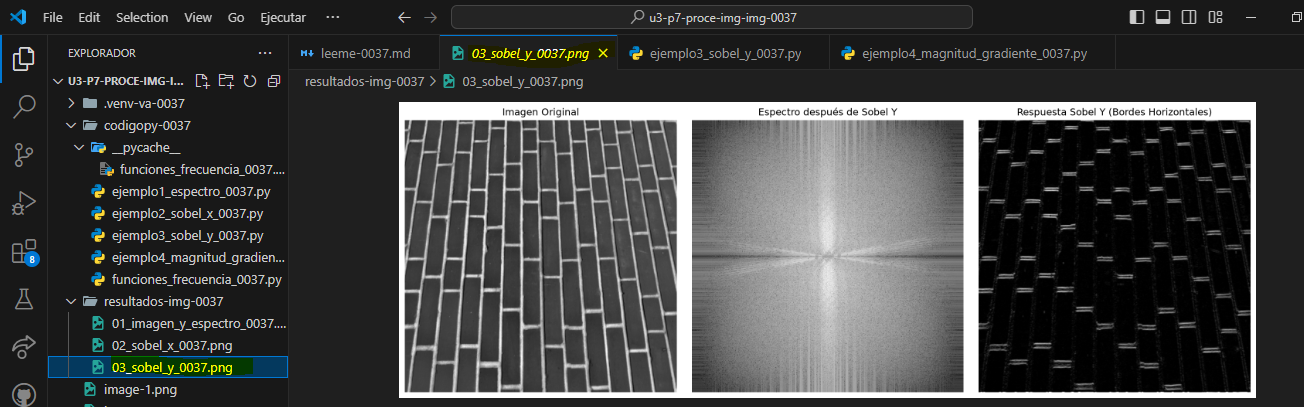 File Edit Selection View Go Ejecutar ... u3-p7-proce-img-img-0037
EXPLORADOR ...
U3-P7-PROCE-IMG-I...
.venv-va-0037
codigopy-0037
__pycache__
funciones_frecuencia_0037....
ejemplo1_espectro_0037.py
ejemplo2_sobel_x_0037.py
ejemplo3_sobel_y_0037.py
ejemplo4_magnitud_gradien...
funciones_frecuencia_0037.py
resultados-img-0037
01_imagen_y_espectro_0037....
02_sobel_x_0037.png
03_sobel_y_0037.png
image-1.png
8
leeme-0037.md 03_sobel_y_0037.png ejemplo3_sobel_y_0037.py ejemplo4_magnitud_gradiente_0037.py
resultados-img-0037 > 03_sobel_y_0037.png
Imagen Original Espectro después de Sobel Y Respuesta Sobel Y (Bordes Horizontales)